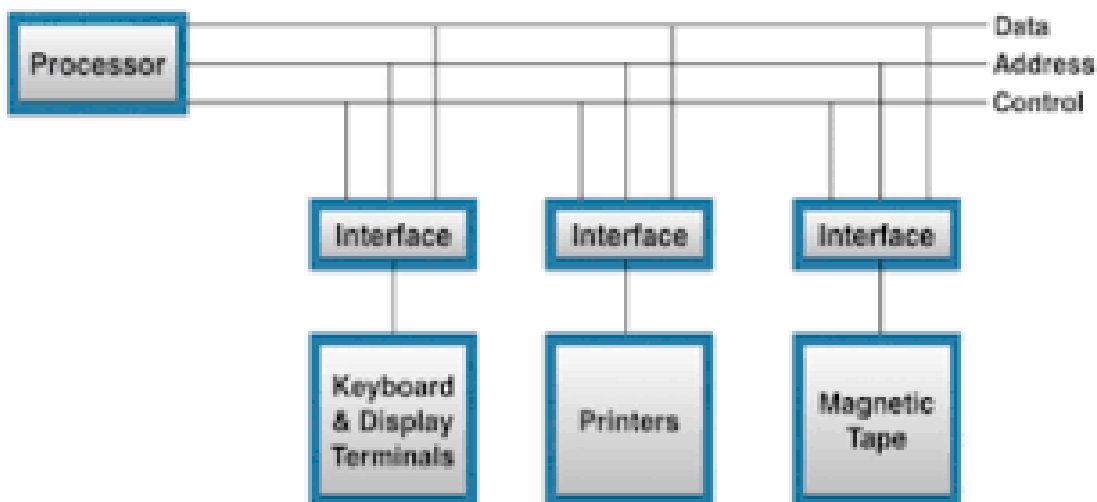 Processor
Data
Address
Control
Interface
Interface
Interface
Keyboard
& Display
Terminals
Printers
Magnetic
Tape